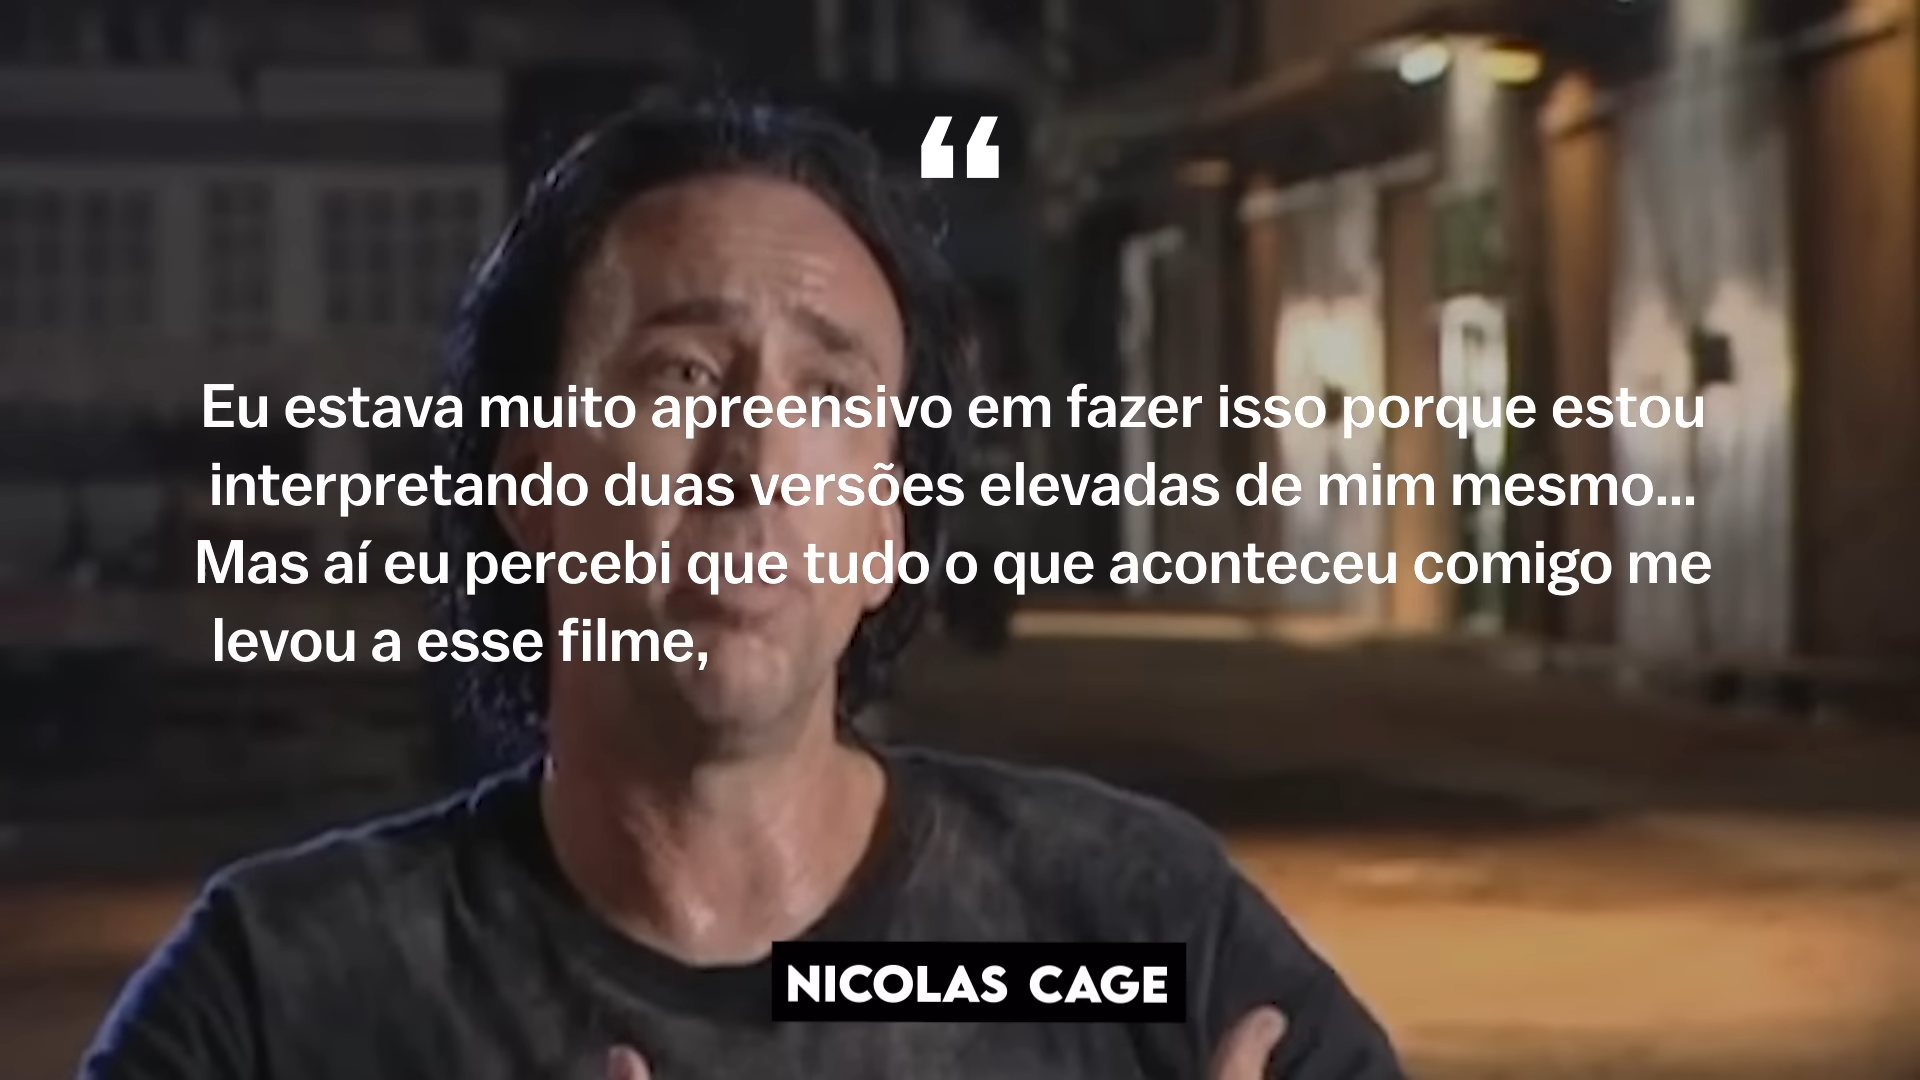 “
Eu estava muito apreensivo em fazer isso porque estou
interpretando duas versões elevadas de mim mesmo...
Mas aí eu percebi que tudo o que aconteceu comigo me
levou a esse filme,
NICOLAS CAGE